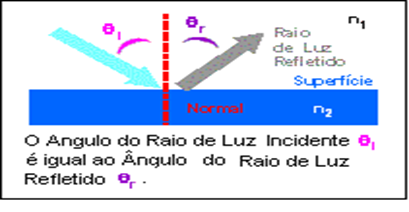 θI
θr
n1
Raio
de Luz
Refletido
Superfície
Normal
n2
O Angulo do Raio de Luz Incidente θI
é igual ao Ângulo do Raio de Luz
Refletido θr .